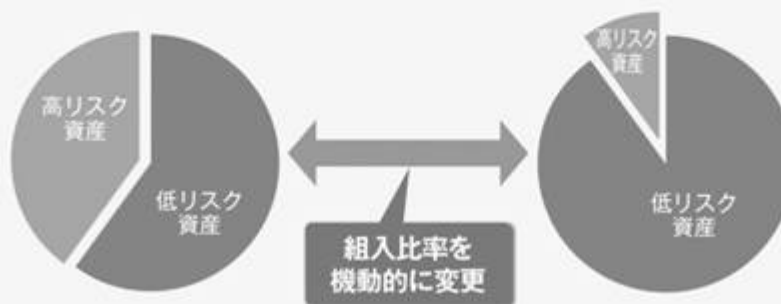 高リスク
資産
低リスク
資産
組入比率を
機動的に変更
高リスク
資産
低リスク
資産